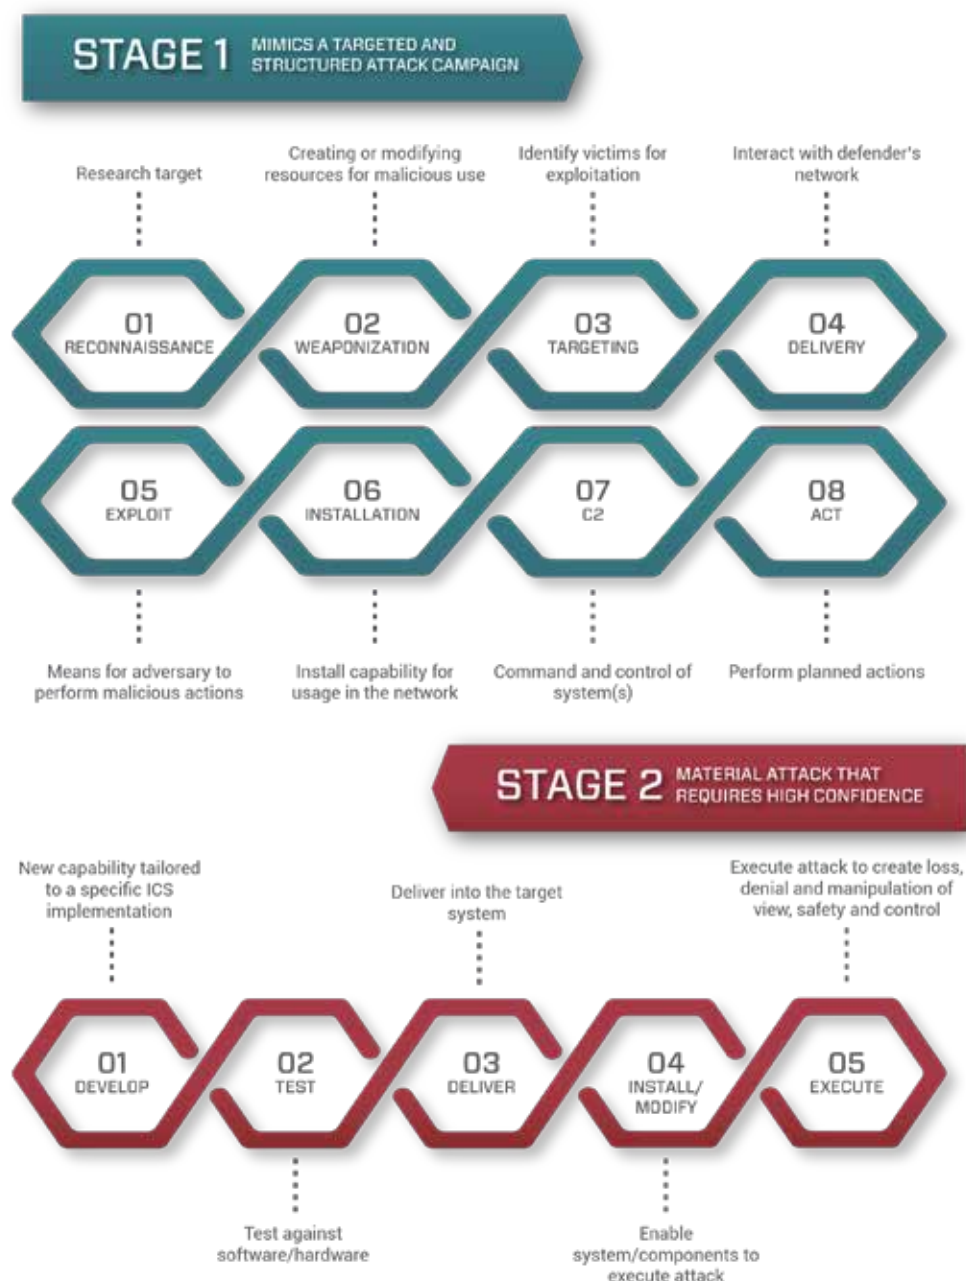 STAGE 1
MIMICS A TARGETED AND
STRUCTURED ATTACK CAMPAIGN
Research target
Creating or modifying
resources for malicious use
Identify victims for
exploitation
Interact with defender's
network
01
RECONNAISSANCE
02
WEAPONIZATION
03
TARGETING
04
DELIVERY
05
EXPLOIT
06
INSTALLATION
07
C2
08
ACT
Means for adversary to
perform malicious actions
Install capability for
usage in the network
Command and control of
system(s)
Perform planned actions
STAGE 2
MATERIAL ATTACK THAT
REQUIRES HIGH CONFIDENCE
New capability tailored
to a specific ICS
implementation
Deliver into the target
system
Execute attack to create loss,
denial and manipulation of
view, safety and control
01
DEVELOP
02
TEST
03
DELIVER
04
INSTALL/
MODIFY
05
EXECUTE
Test against
software/hardware
Enable
system/components to
execute attack